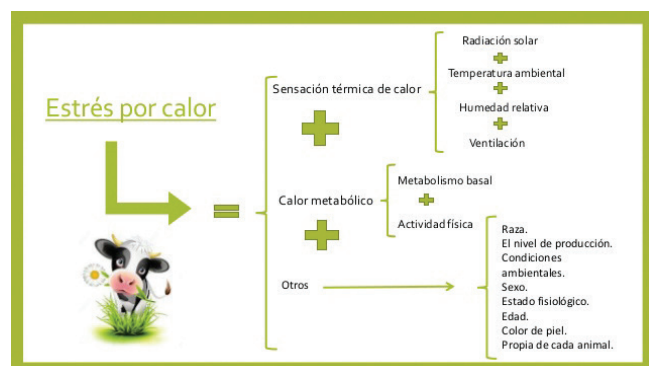 Estrés por calor
Sensación térmica de calor
Radiación solar
Temperatura ambiental
Humedad relativa
Ventilación
Calor metabólico
Metabolismo basal
Actividad física
Otros
Raza.
El nivel de producción.
Condiciones
ambientales.
Sexo.
Estado fisiológico.
Edad.
Color de piel.
Propia de cada animal.